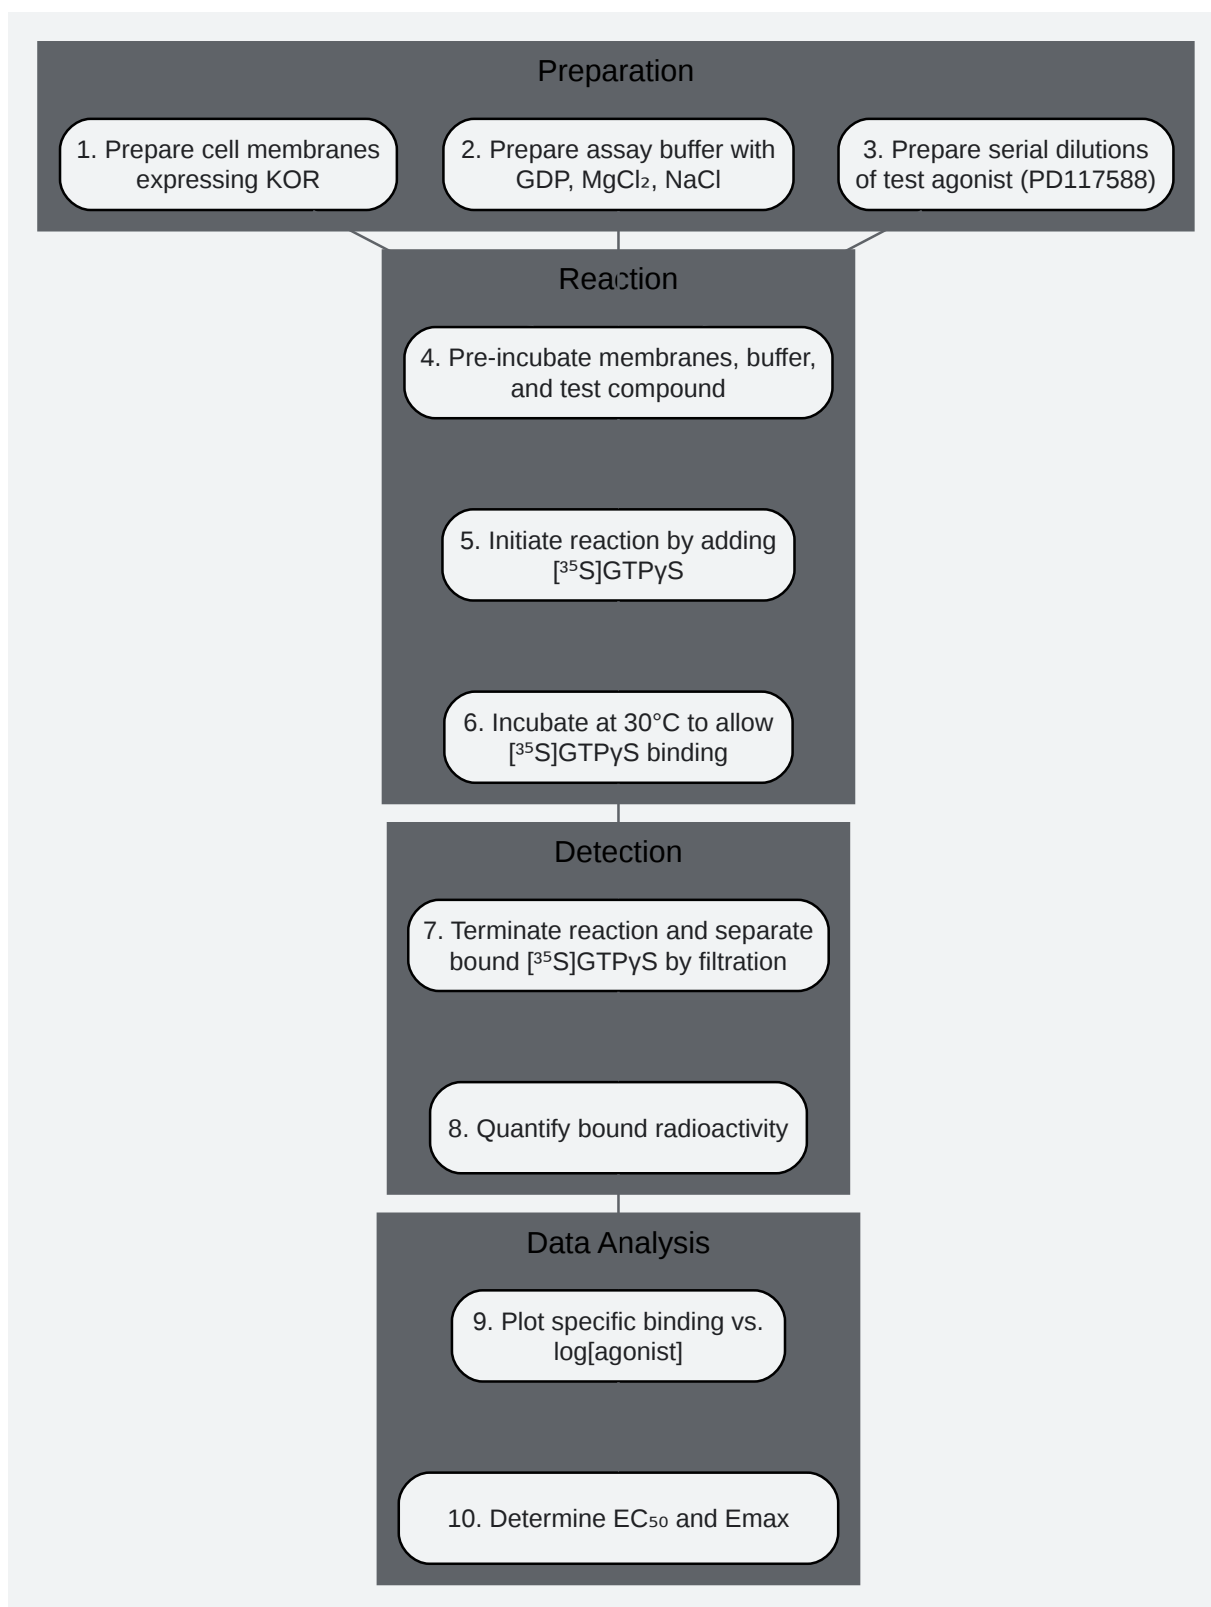 Preparation
1. Prepare cell membranes
expressing KOR
2. Prepare assay buffer with
GDP, MgCl₂, NaCl
3. Prepare serial dilutions
of test agonist (PD117588)
Reaction
4. Pre-incubate membranes, buffer,
and test compound
5. Initiate reaction by adding
[³⁵S]GTPγS
6. Incubate at 30°C to allow
[³⁵S]GTPγS binding
Detection
7. Terminate reaction and separate
bound [³⁵S]GTPγS by filtration
8. Quantify bound radioactivity
Data Analysis
9. Plot specific binding vs.
log[agonist]
10. Determine EC₅₀ and Emax